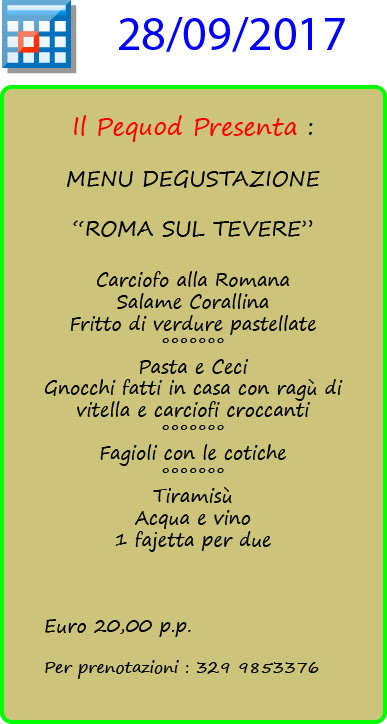 28/09/2017
Il Pequod Presenta :
MENU DEGUSTAZIONE
“ROMA SUL TEVERE”
Carciofo alla Romana
Salame Corallina
Fritto di verdure pastellate
°°°°°°°
Pasta e Ceci
Gnocchi fatti in casa con ragù di
vitella e carciofi croccanti
°°°°°°°
Fagioli con le cotiche
°°°°°°°
Tiramisù
Acqua e vino
1 fajetta per due
Euro 20,00 p.p.
Per prenotazioni : 329 9853376